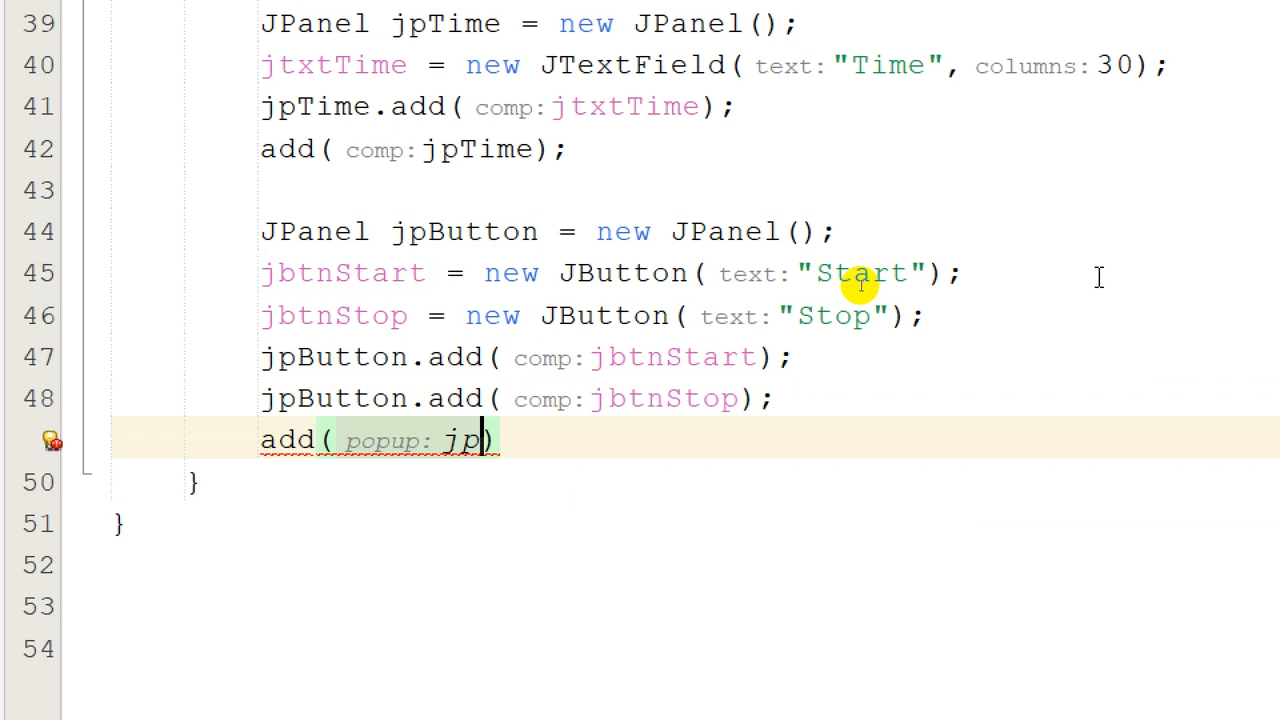 39 JPanel jpTime = new JPanel();
40 jtxtTime = new JTextField( text: "Time", columns: 30);
41 jpTime.add( comp: jtxtTime);
42 add( comp: jpTime);
43
44 JPanel jpButton = new JPanel();
45 jbtnStart = new JButton( text: "Start");
46 jbtnStop = new JButton( text: "Stop");
47 jpButton.add( comp: jbtnStart);
48 jpButton.add( comp: jbtnStop);
add( popup: jp)
50 }
51 }
52
53
54